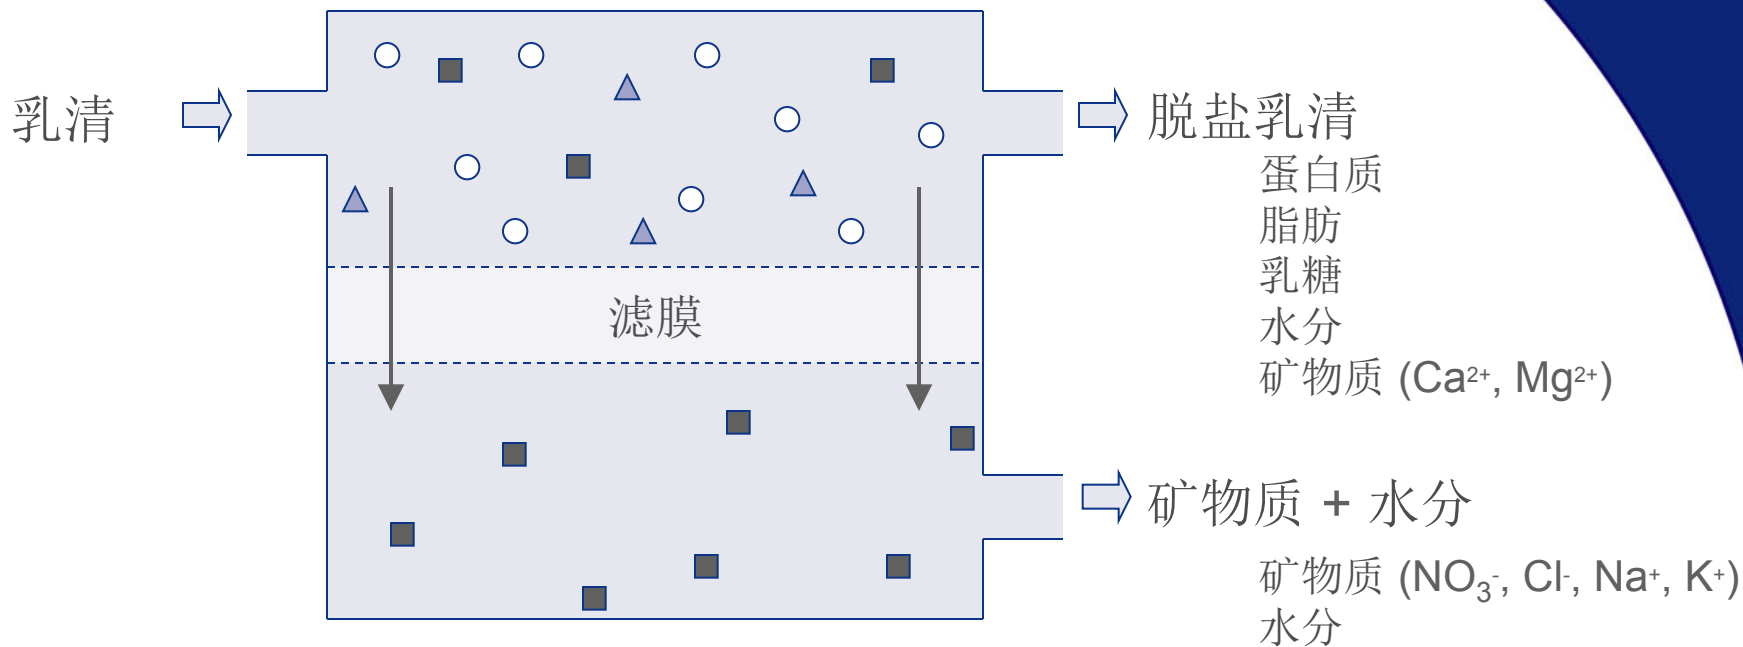 乳清
脱盐乳清
蛋白质
脂肪
乳糖
水分
矿物质 (Ca²⁺, Mg²⁺)
滤膜
矿物质 + 水分
矿物质 (NO₃⁻, Cl⁻, Na⁺, K⁺)
水分